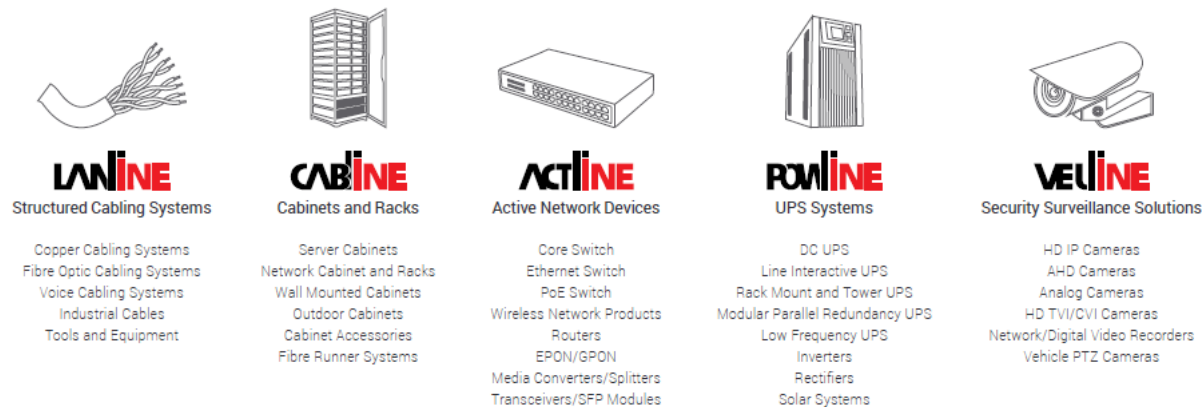 LANLINE
Structured Cabling Systems
Copper Cabling Systems
Fibre Optic Cabling Systems
Voice Cabling Systems
Industrial Cables
Tools and Equipment
CABLINE
Cabinets and Racks
Server Cabinets
Network Cabinet and Racks
Wall Mounted Cabinets
Outdoor Cabinets
Cabinet Accessories
Fibre Runner Systems
ACTLINE
Active Network Devices
Core Switch
Ethernet Switch
PoE Switch
Wireless Network Products
Routers
EPON/GPON
Media Converters/Splitters
Transceivers/SFP Modules
POWLINE
UPS Systems
DC UPS
Line Interactive UPS
Rack Mount and Tower UPS
Modular Parallel Redundancy UPS
Low Frequency UPS
Inverters
Rectifiers
Solar Systems
VEULINE
Security Surveillance Solutions
HD IP Cameras
AHD Cameras
Analog Cameras
HD TVI/CVI Cameras
Network/Digital Video Recorders
Vehicle PTZ Cameras